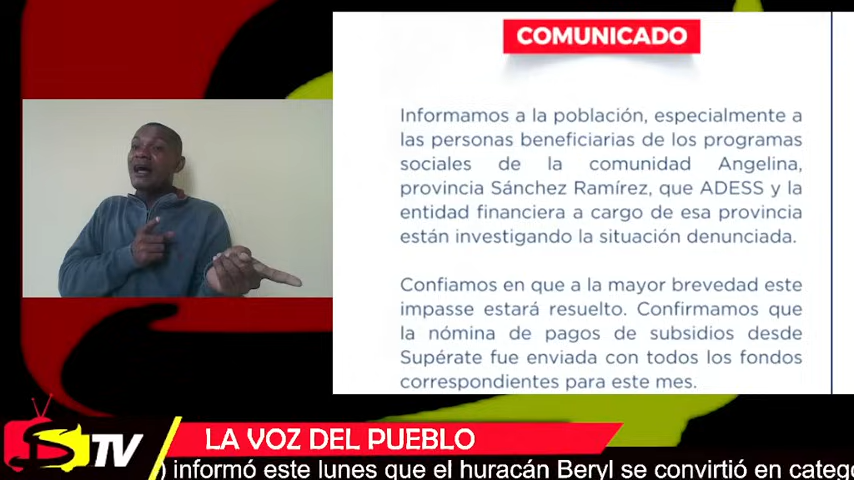 COMUNICADO
Informamos a la población, especialmente a
las personas beneficiarias de los programas
sociales de la comunidad Angelina,
provincia Sánchez Ramírez, que ADESS y la
entidad financiera a cargo de esa provincia
están investigando la situación denunciada.
Confiamos en que a la mayor brevedad este
impasse estará resuelto. Confirmamos que
la nómina de pagos de subsidios desde
Supérate fue enviada con todos los fondos
correspondientes para este mes.
STV
LA VOZ DEL PUEBLO
) informó este lunes que el huracán Beryl se convirtió en catego